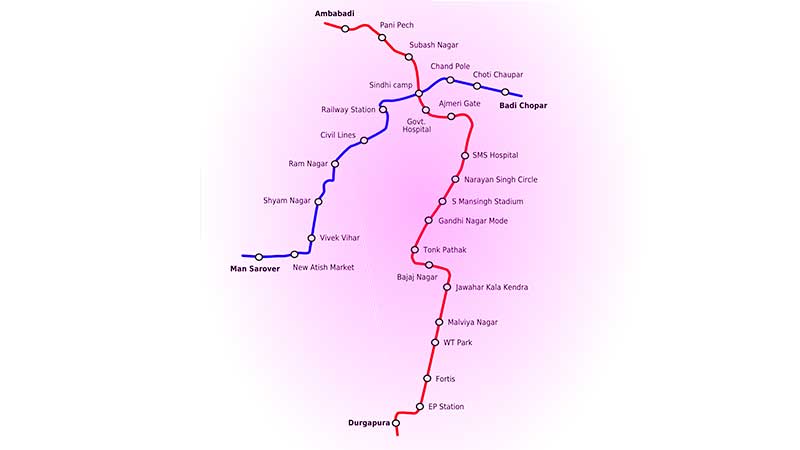 Ambabadi
Pani Pech
Subash Nagar
Chand Pole
Choti Chaupar
Sindhi camp
Badi Chopar
Ajmeri Gate
Railway Station
Govt.
Hospital
Civil Lines
SMS Hospital
Ram Nagar
Narayan Singh Circle
Shyam Nagar
S Mansingh Stadium
Gandhi Nagar Mode
Vivek Vihar
Tonk Pathak
Man Sarover
New Atish Market
Bajaj Nagar
Jawahar Kala Kendra
Malviya Nagar
WT Park
Fortis
EP Station
Durgapura